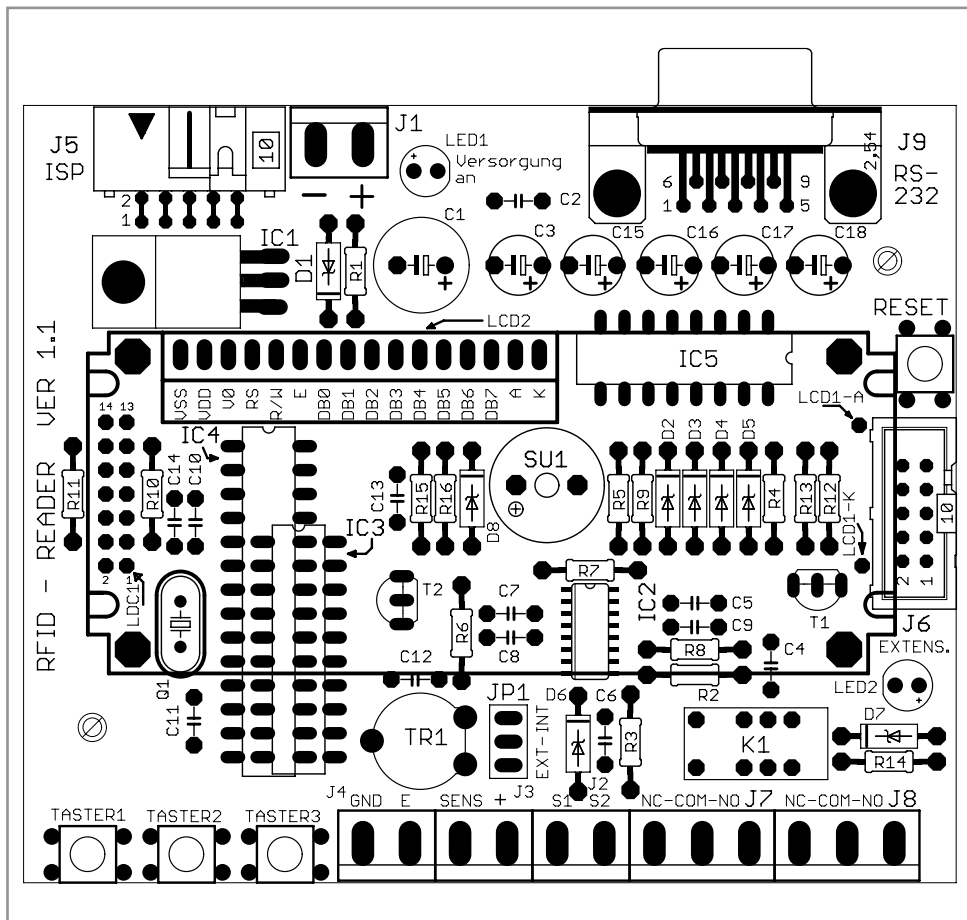 J5
ISP
10
2
1
J1
- +
LED1
+
Versorgung
an
J9
RS-
232
2,54
6 9
1 5
C2
IC1
D1
R1
C1
+
C3
+
C15
+
C16
+
C17
+
C18
+
RESET
LCD2
IC5
VSS VDD V0 RS R/W E DB0 DB1 DB2 DB3 DB4 DB5 DB6 DB7 A K
LCD1-A
RFID - READER VER 1.1
14 13
IC4
R11
R10
C14
C10
C13
R15
R16
D8
SU1
+
R5
R9
D2
D3
D4
D5
R4
R13
R12
LCD1-K
10
2 1
2 1
LDC1
IC3
T2
R7
IC2
C7
C8
R6
C5
C9
R8
R2
C4
T1
J6
EXTENS.
Q1
C11
C12
TR1
JP1
EXT-INT
D6
C6
R3
K1
LED2
+
D7
R14
TASTER1 TASTER2 TASTER3
J4 GND E
SENS + J3
J2
S1 S2
NC-COM-NO J7
NC-COM-NO J8